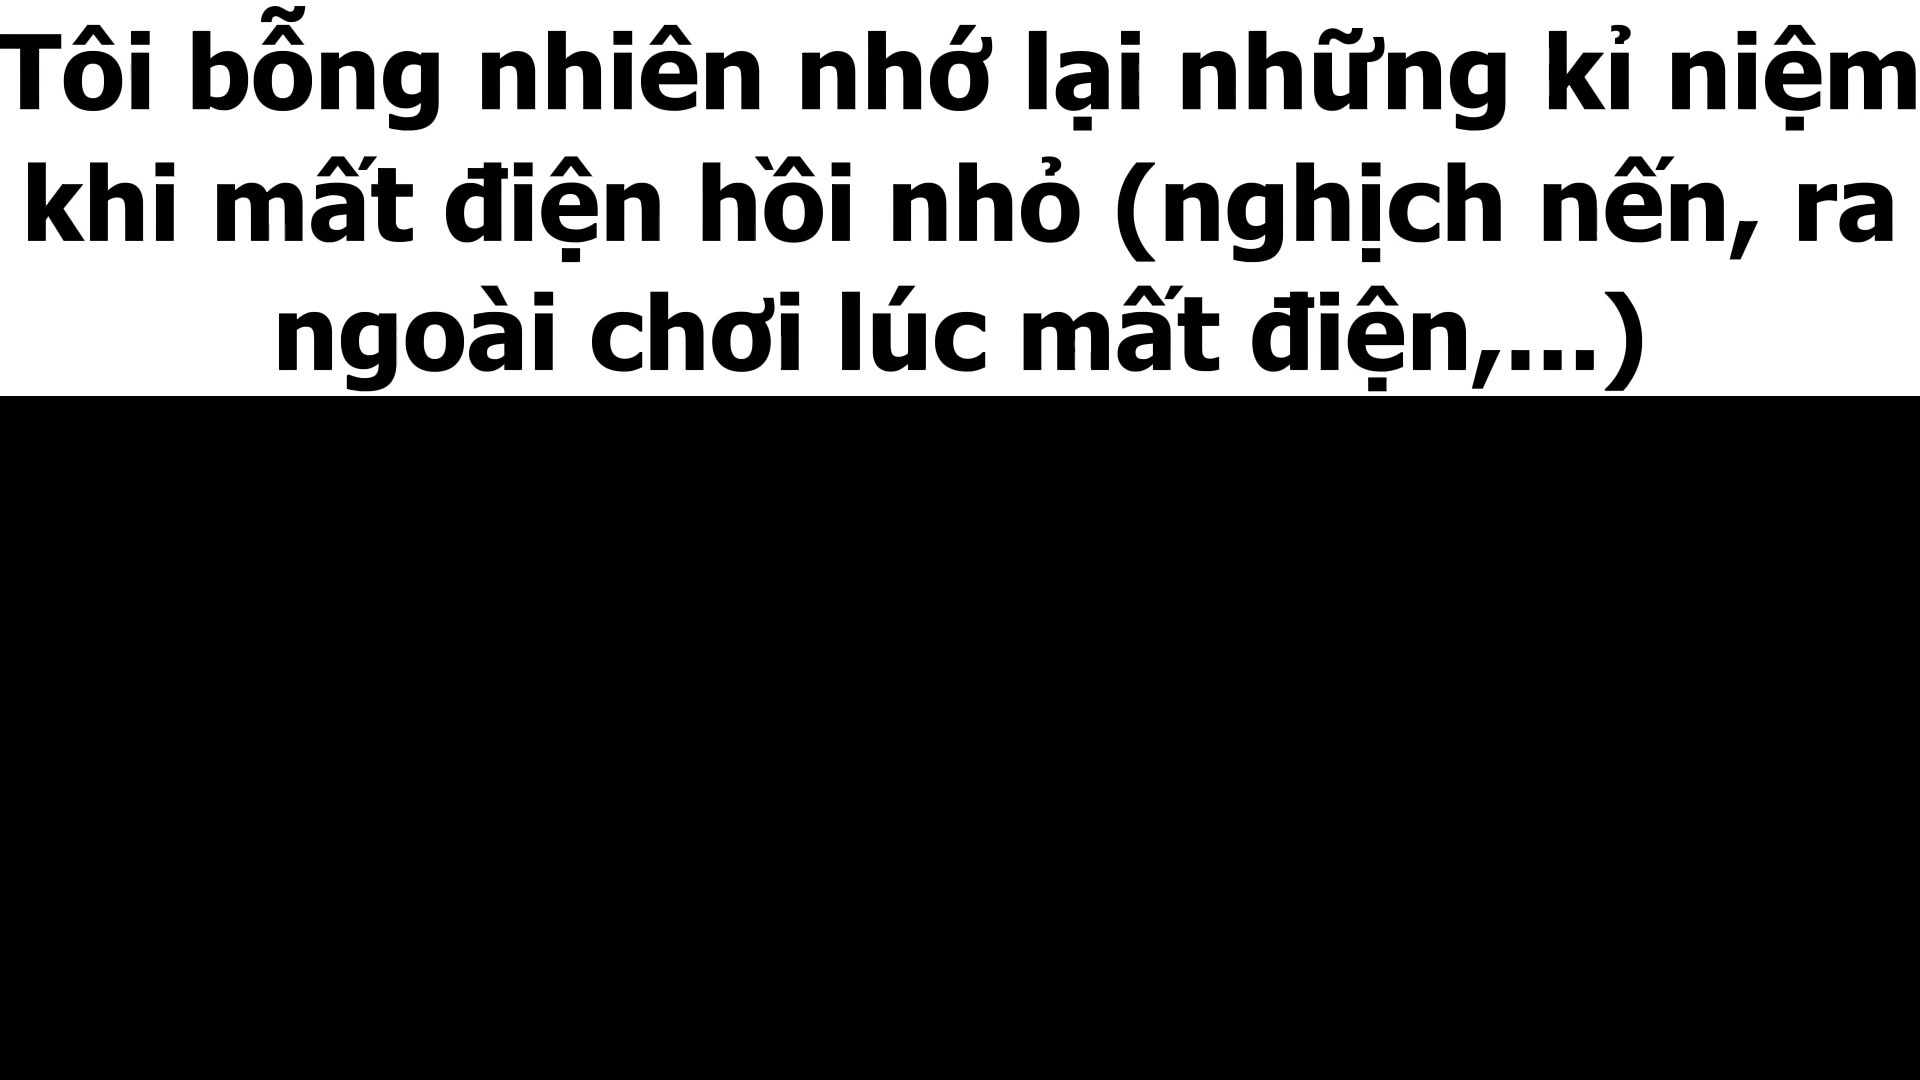 Tôi bỗng nhiên nhớ lại những kỉ niệm
khi mất điện hồi nhỏ (nghịch nến, ra
ngoài chơi lúc mất điện,...)